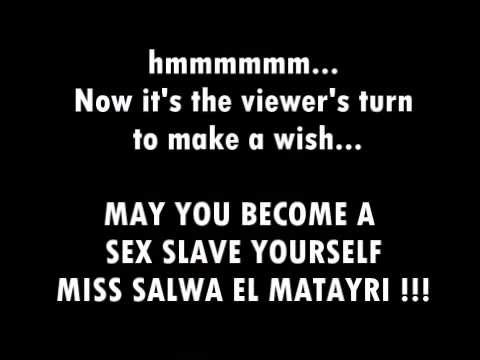 hmmmmmm...
Now it's the viewer's turn
to make a wish...
MAY YOU BECOME A
SEX SLAVE YOURSELF
MISS SALWA EL MATAYRI !!!